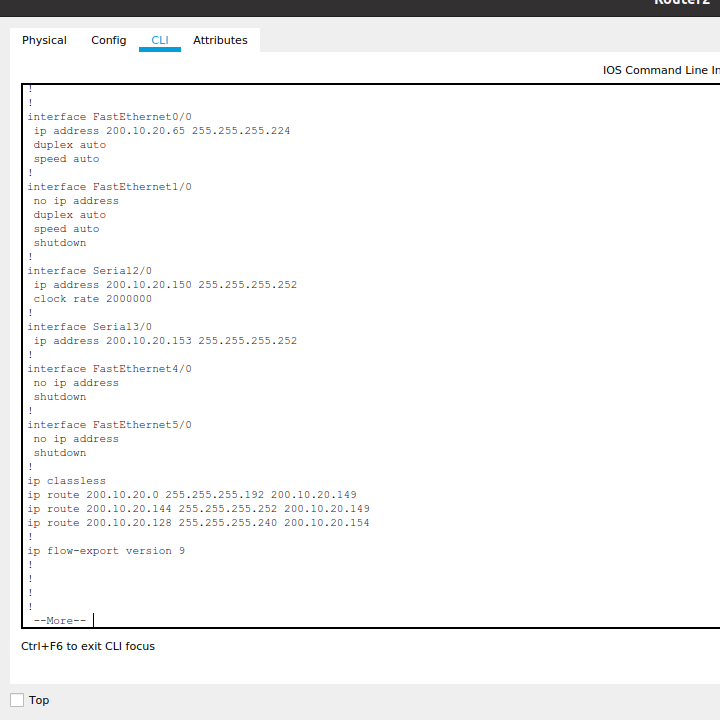 Router2
Physical Config CLI Attributes
IOS Command Line In
!
!
interface FastEthernet0/0
ip address 200.10.20.65 255.255.255.224
duplex auto
speed auto
!
interface FastEthernet1/0
no ip address
duplex auto
speed auto
shutdown
!
interface Serial2/0
ip address 200.10.20.150 255.255.255.252
clock rate 2000000
!
interface Serial3/0
ip address 200.10.20.153 255.255.255.252
!
interface FastEthernet4/0
no ip address
shutdown
!
interface FastEthernet5/0
no ip address
shutdown
!
ip classless
ip route 200.10.20.0 255.255.255.192 200.10.20.149
ip route 200.10.20.144 255.255.255.252 200.10.20.149
ip route 200.10.20.128 255.255.255.240 200.10.20.154
!
ip flow-export version 9
!
!
!
!
--More--
Ctrl+F6 to exit CLI focus
Top